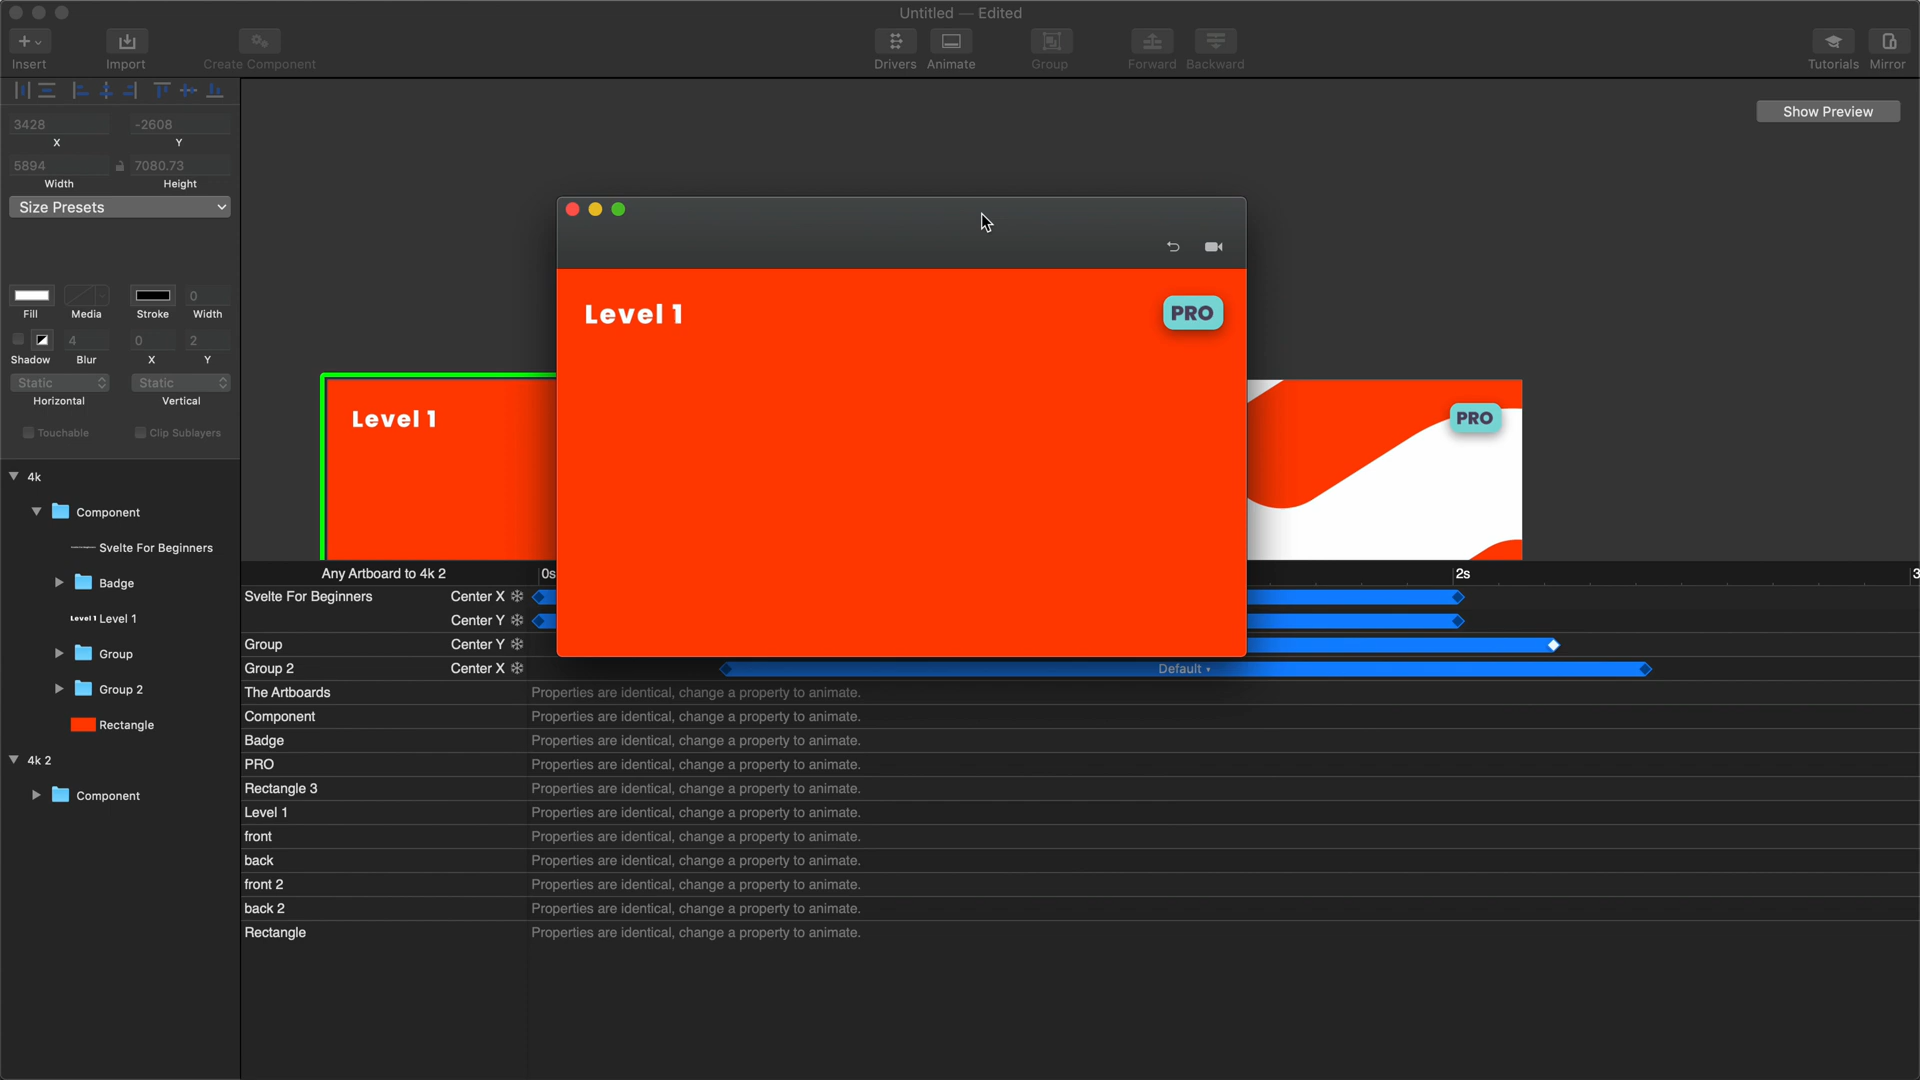 Untitled — Edited
Insert
Import
Create Component
Drivers
Animate
Group
Forward
Backward
Tutorials
Mirror
Show Preview
3428
-2608
X
Y
5894
7080.73
Width
Height
Size Presets
0
Fill
Media
Stroke
Width
4
0
2
Shadow
Blur
X
Y
Static
Static
Horizontal
Vertical
Touchable
Clip Sublayers
4k
Component
Svelte For Beginners
Badge
Level 1
Level 1
Group
Group 2
Rectangle
4k 2
Component
Level 1
PRO
Level 1
PRO
Any Artboard to 4k 2
0s
2s
3
Svelte For Beginners
Center X
Center Y
Group
Center Y
Group 2
Center X
Default
The Artboards
Properties are identical, change a property to animate.
Component
Properties are identical, change a property to animate.
Badge
Properties are identical, change a property to animate.
PRO
Properties are identical, change a property to animate.
Rectangle 3
Properties are identical, change a property to animate.
Level 1
Properties are identical, change a property to animate.
front
Properties are identical, change a property to animate.
back
Properties are identical, change a property to animate.
front 2
Properties are identical, change a property to animate.
back 2
Properties are identical, change a property to animate.
Rectangle
Properties are identical, change a property to animate.